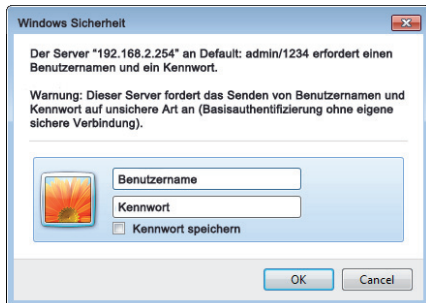 Windows Sicherheit
Der Server "192.168.2.254" an Default: admin/1234 erfordert einen
Benutzernamen und ein Kennwort.
Warnung: Dieser Server fordert das Senden von Benutzernamen und
Kennwort auf unsichere Art an (Basisauthentifizierung ohne eigene
sichere Verbindung).
Benutzername
Kennwort
Kennwort speichern
OK Cancel